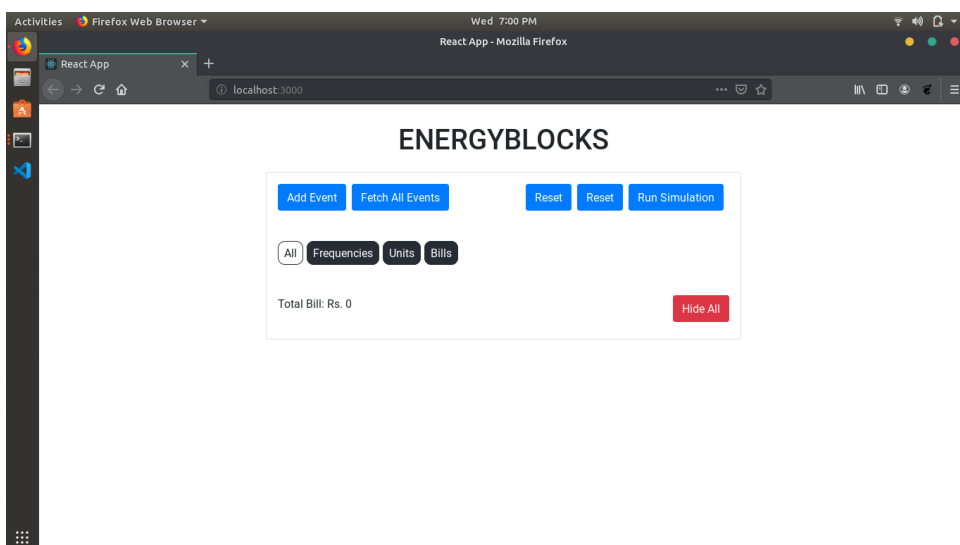 Activities Firefox Web Browser Wed 7:00 PM
React App - Mozilla Firefox
React App
localhost:3000
ENERGYBLOCKS
Add Event Fetch All Events Reset Reset Run Simulation
All Frequencies Units Bills
Total Bill: Rs. 0 Hide All